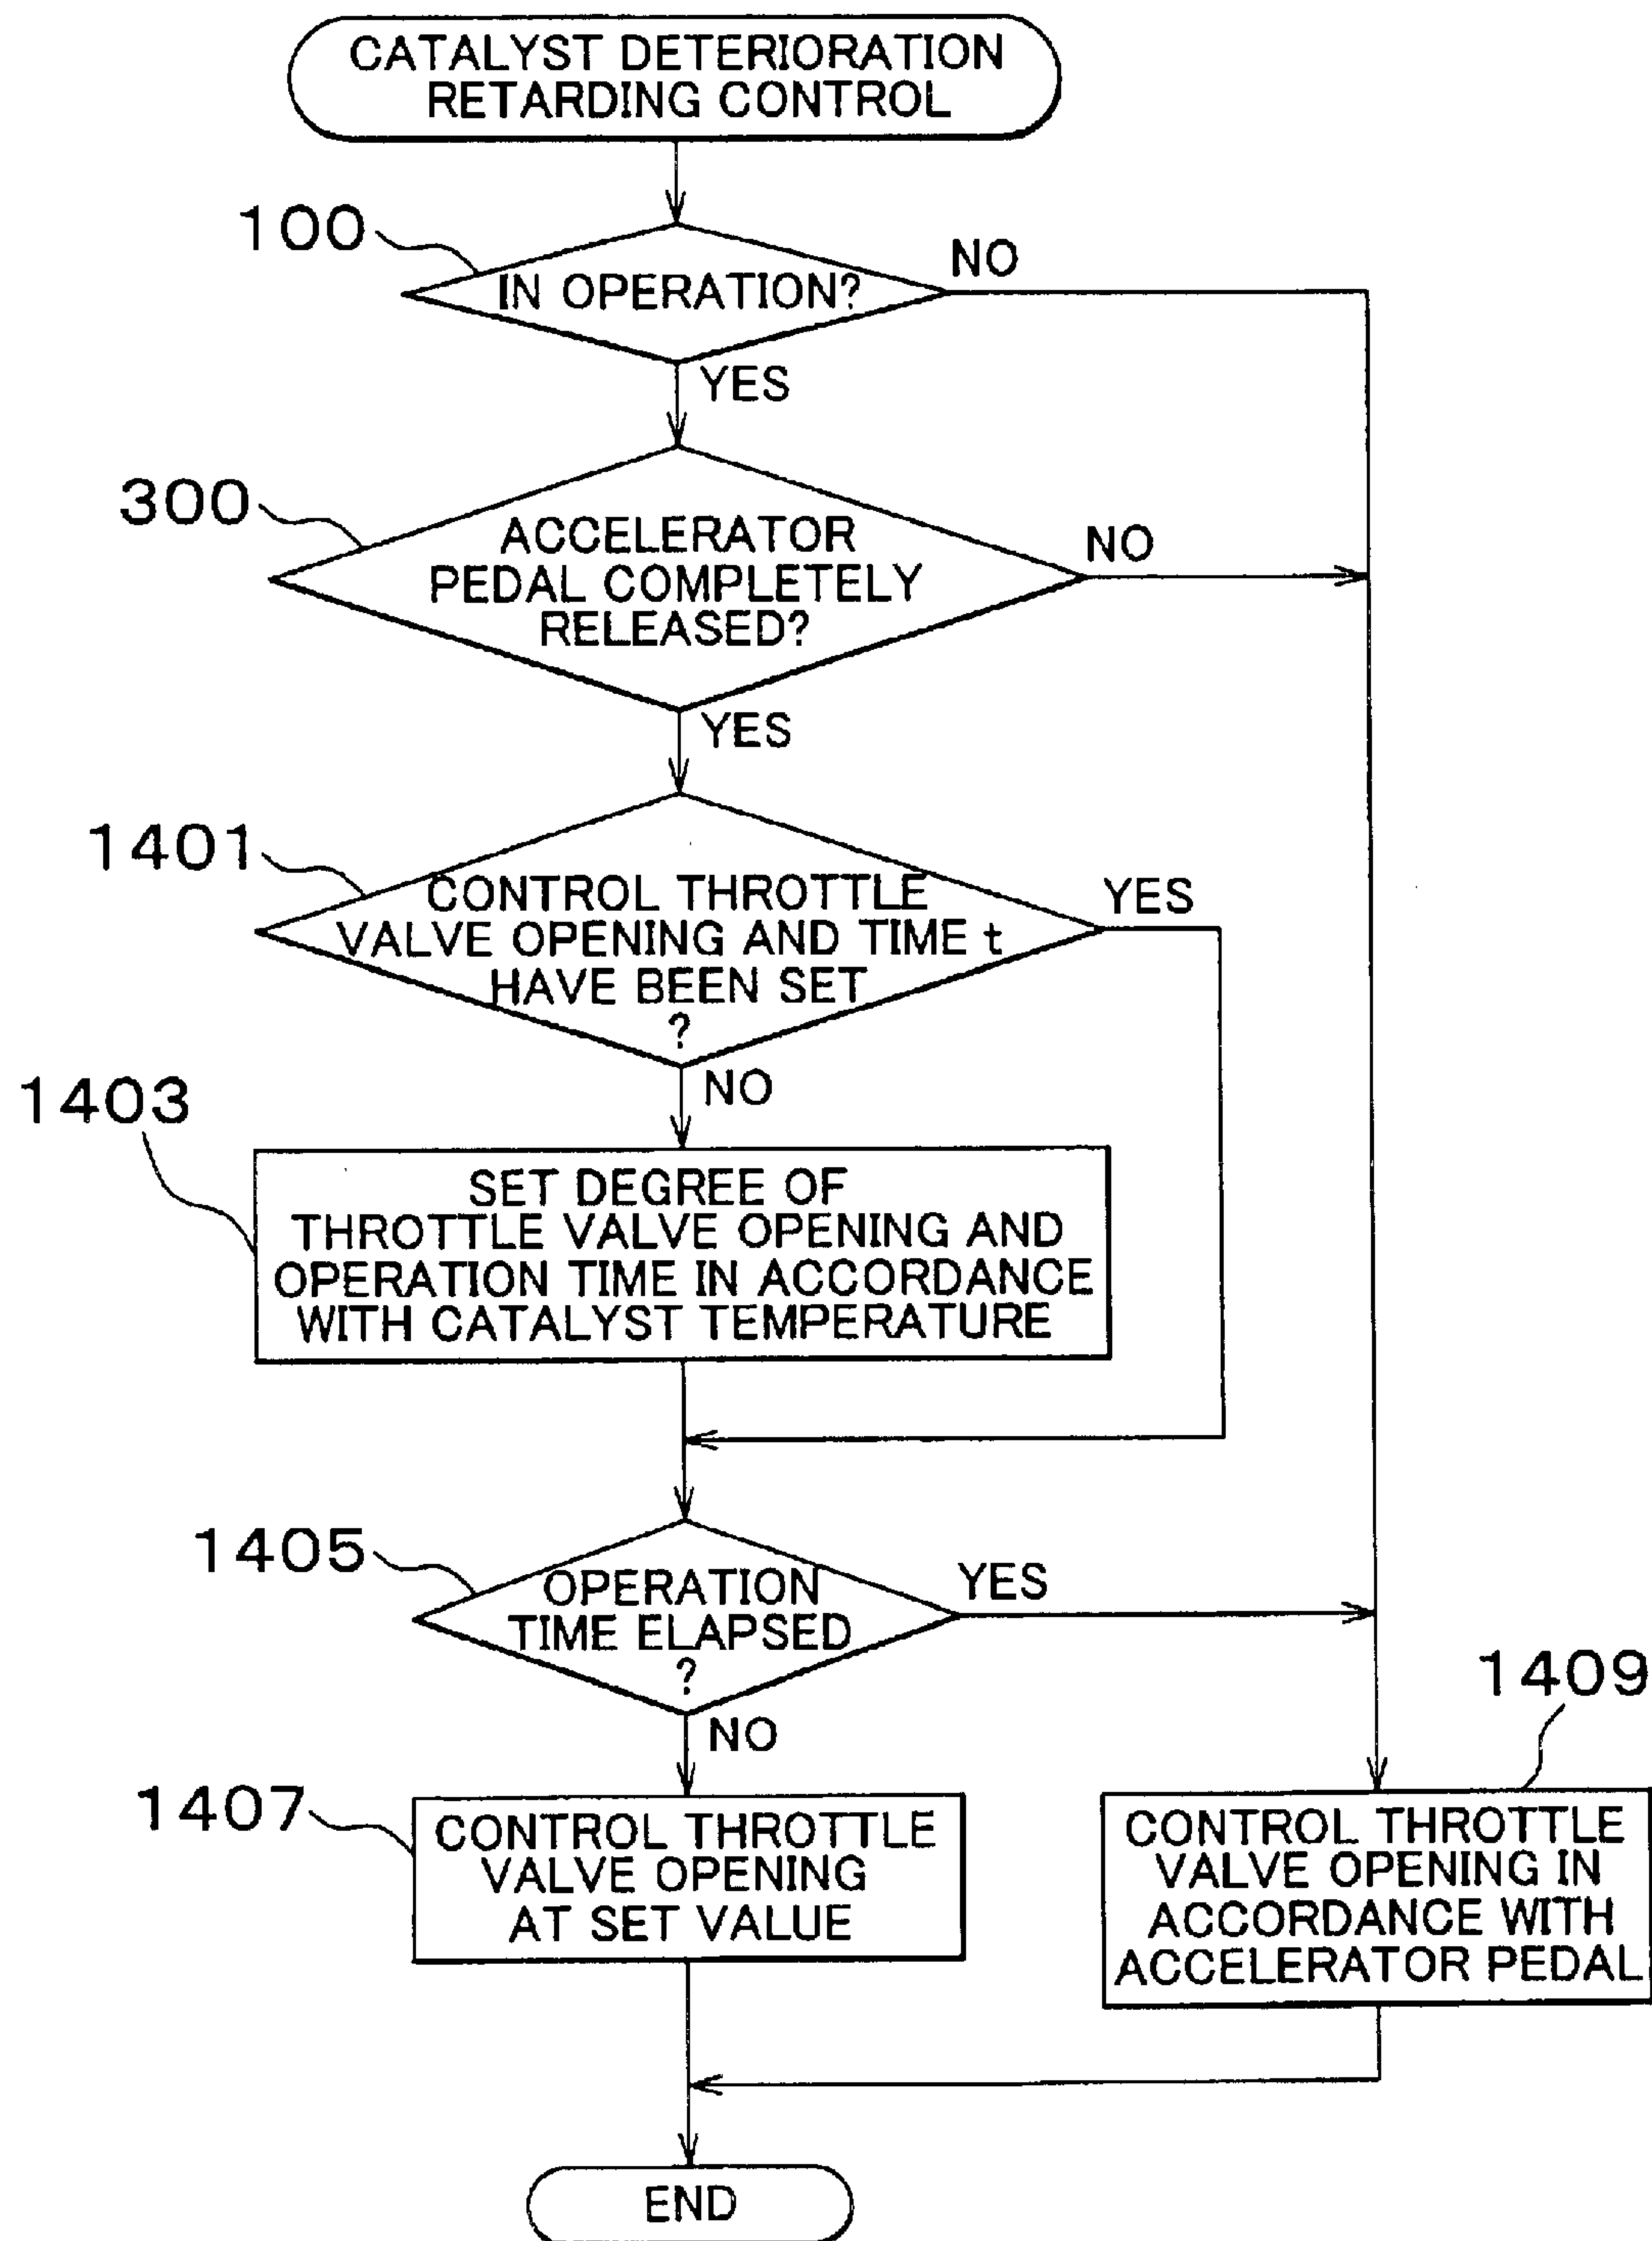 CATALYST DETERIORATION
RETARDING CONTROL
100
IN OPERATION?
NO
YES
300
ACCELERATOR
PEDAL COMPLETELY
RELEASED?
NO
YES
1401
CONTROL THROTTLE
VALVE OPENING AND TIME t
HAVE BEEN SET
?
YES
NO
1403
SET DEGREE OF
THROTTLE VALVE OPENING AND
OPERATION TIME IN ACCORDANCE
WITH CATALYST TEMPERATURE
1405
OPERATION
TIME ELAPSED
?
YES
NO
1407
CONTROL THROTTLE
VALVE OPENING
AT SET VALUE
1409
CONTROL THROTTLE
VALVE OPENING IN
ACCORDANCE WITH
ACCELERATOR PEDAL
END